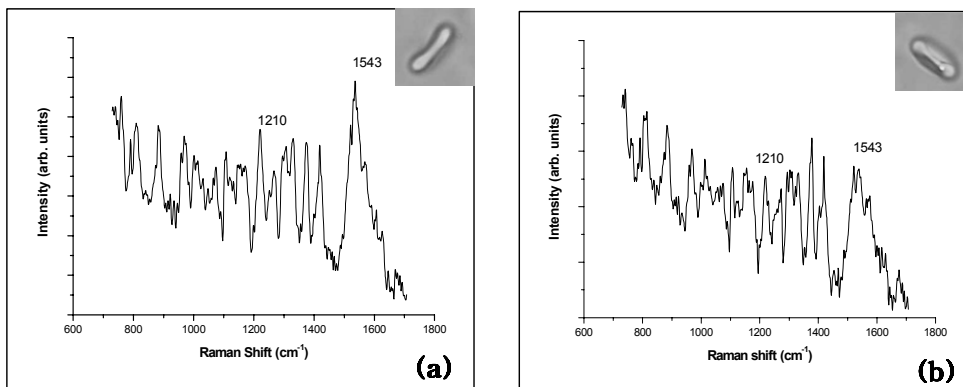 1543
1210
Intensity (arb. units)
600 800 1000 1200 1400 1600 1800
Raman Shift (cm-1)
(a)
1543
1210
Intensity (arb. units)
600 800 1000 1200 1400 1600 1800
Raman shift (cm-1)
(b)